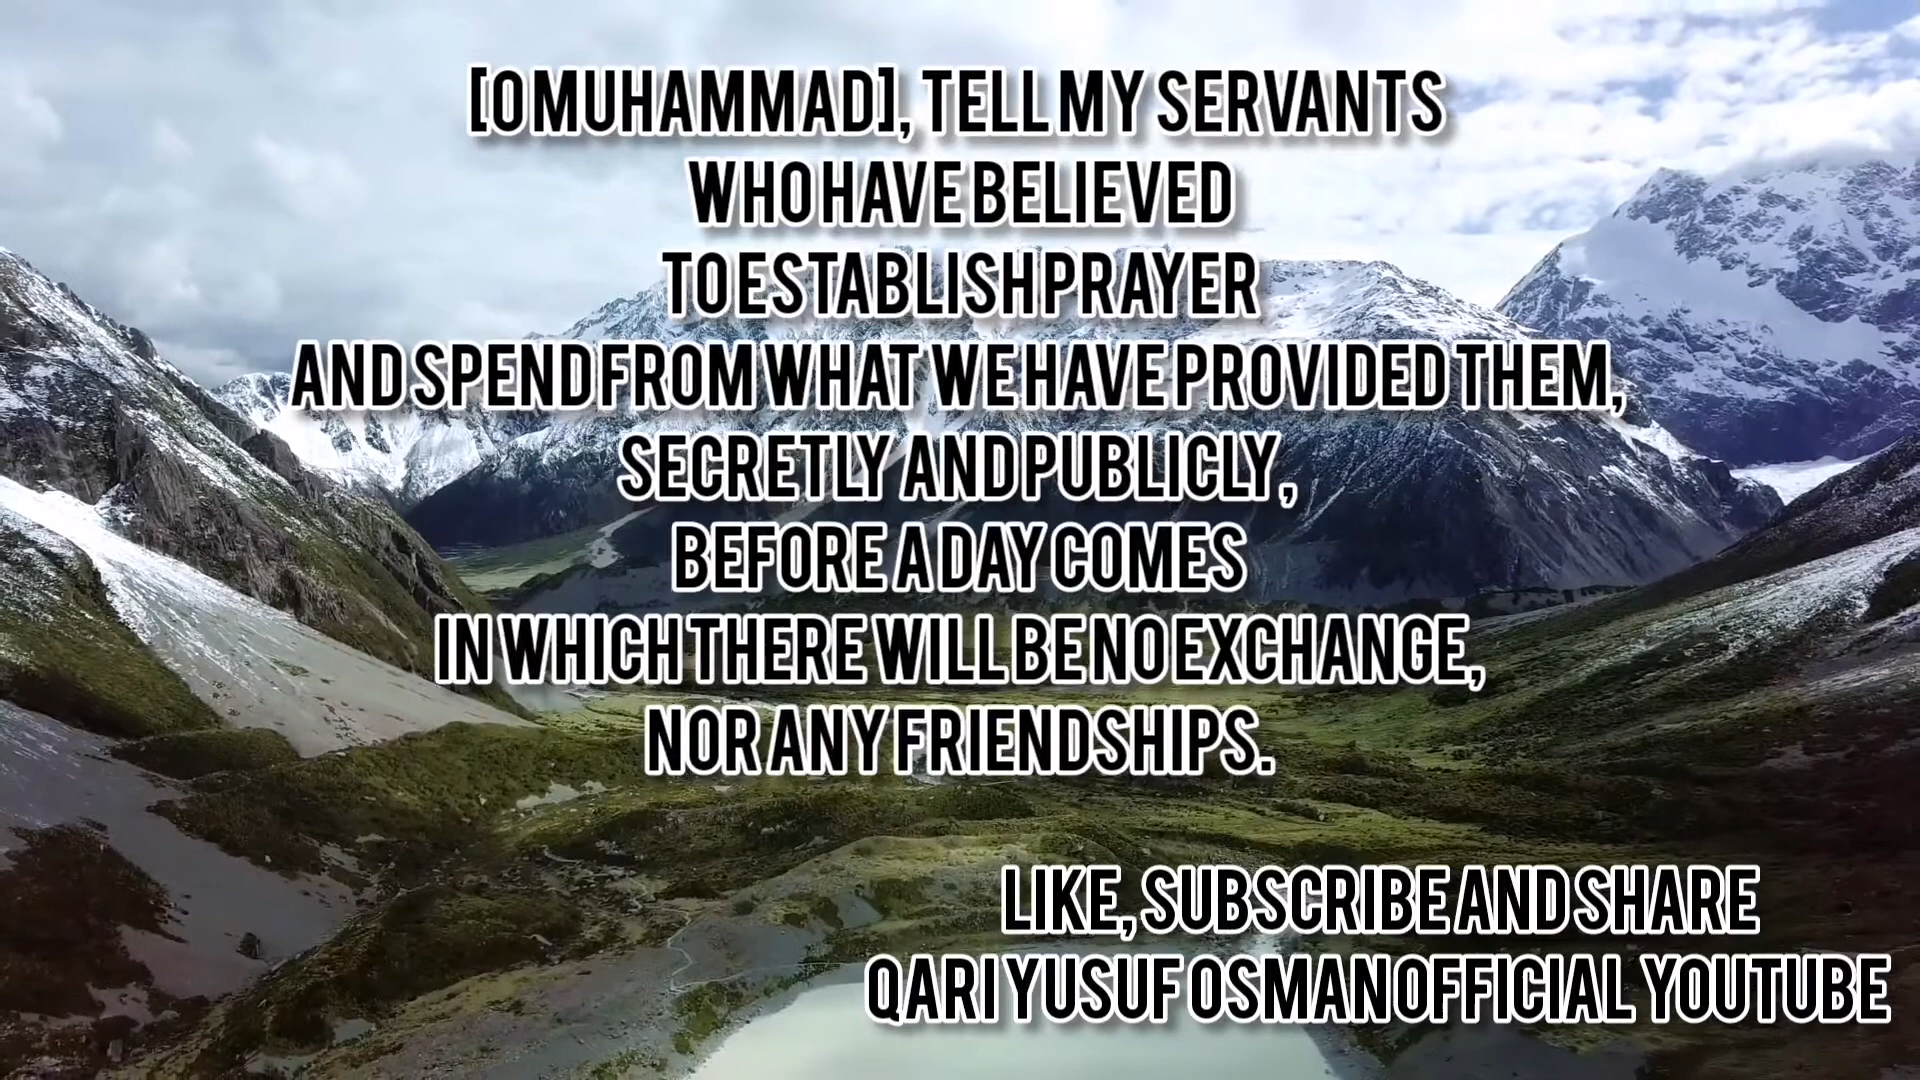 [O MUHAMMAD], TELL MY SERVANTS
WHO HAVE BELIEVED
TO ESTABLISH PRAYER
AND SPEND FROM WHAT WE HAVE PROVIDED THEM,
SECRETLY AND PUBLICLY,
BEFORE A DAY COMES
IN WHICH THERE WILL BE NO EXCHANGE,
NOR ANY FRIENDSHIPS.
LIKE, SUBSCRIBE AND SHARE
QARI YUSUF OSMAN OFFICIAL YOUTUBE